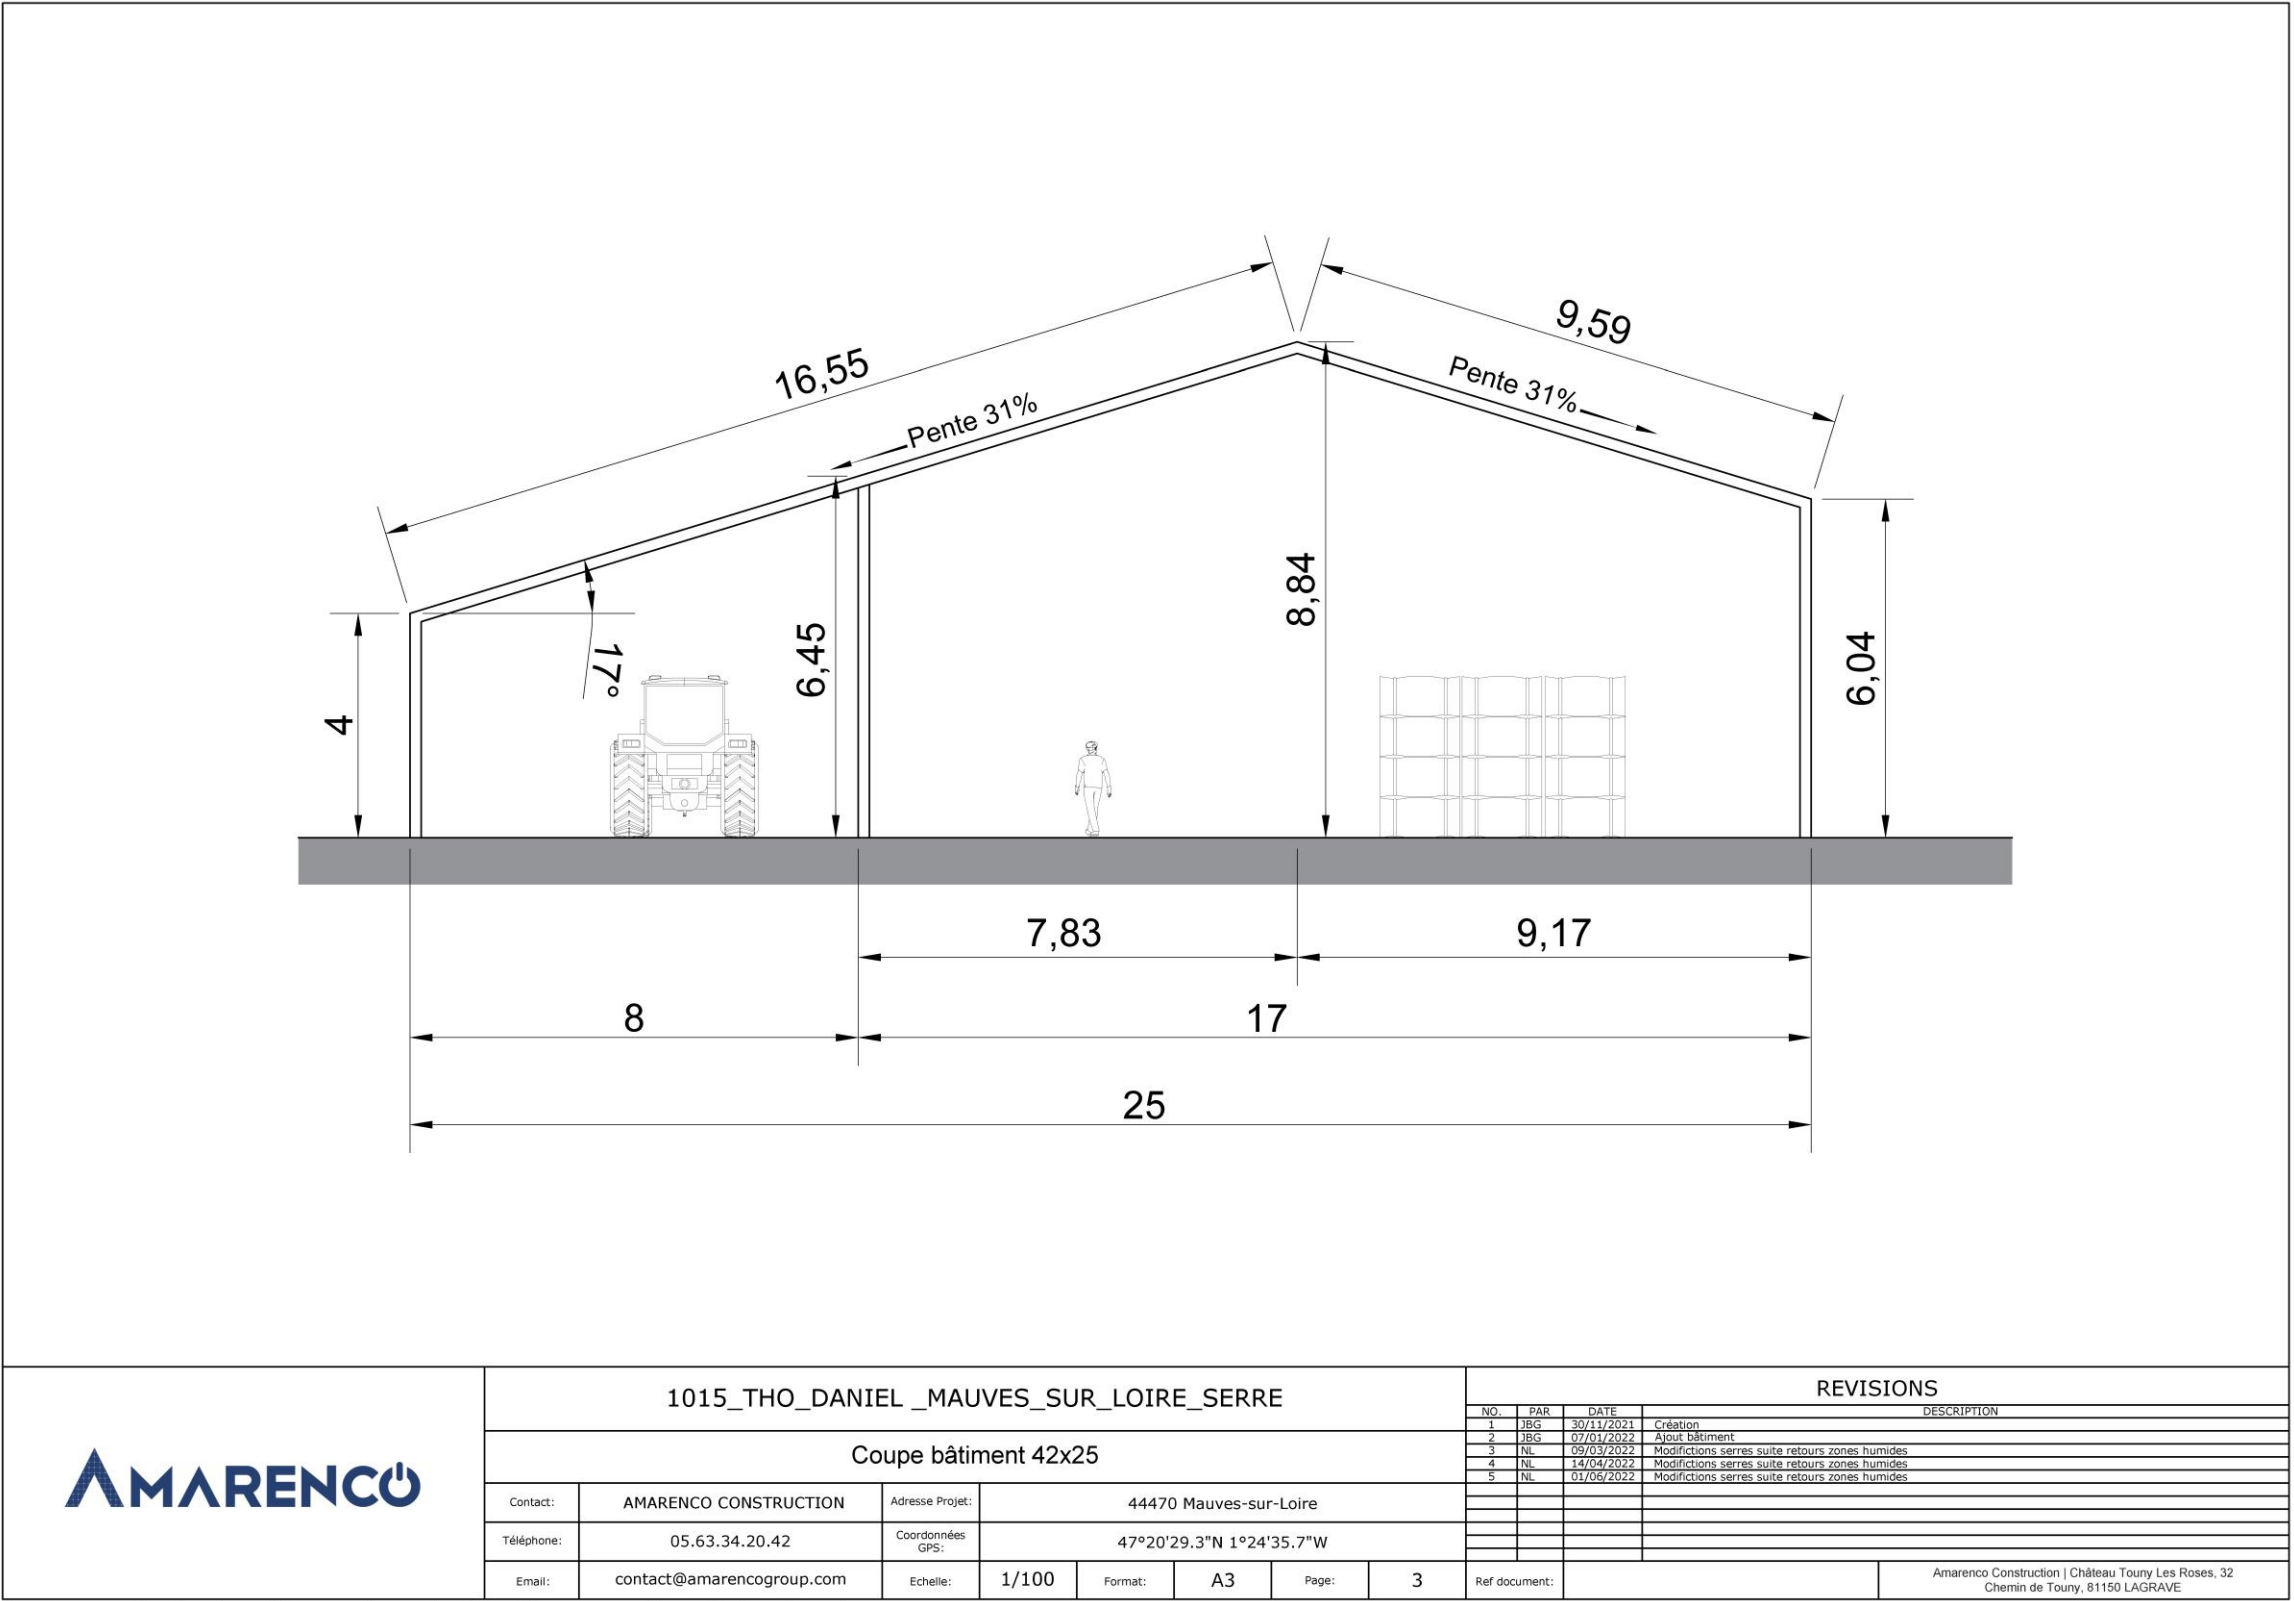 9,59
16,55
Pente 31%
Pente 31%
8,84
6,45
6,04
17°
4
7,83
9,17
8
17
25
AMARENCO
1015_THO_DANIEL _MAUVES_SUR_LOIRE_SERRE
Coupe bâtiment 42x25
Contact: AMARENCO CONSTRUCTION Adresse Projet: 44470 Mauves-sur-Loire
Téléphone: 05.63.34.20.42 Coordonnées GPS: 47°20'29.3"N 1°24'35.7"W
Email: contact@amarencogroup.com Echelle: 1/100 Format: A3 Page: 3
REVISIONS
NO. PAR DATE DESCRIPTION
1 JBG 30/11/2021 Création
2 JBG 07/01/2022 Ajout bâtiment
3 NL 09/03/2022 Modifictions serres suite retours zones humides
4 NL 14/04/2022 Modifictions serres suite retours zones humides
5 NL 01/06/2022 Modifictions serres suite retours zones humides
Ref document:
Amarenco Construction | Château Touny Les Roses, 32
Chemin de Touny, 81150 LAGRAVE